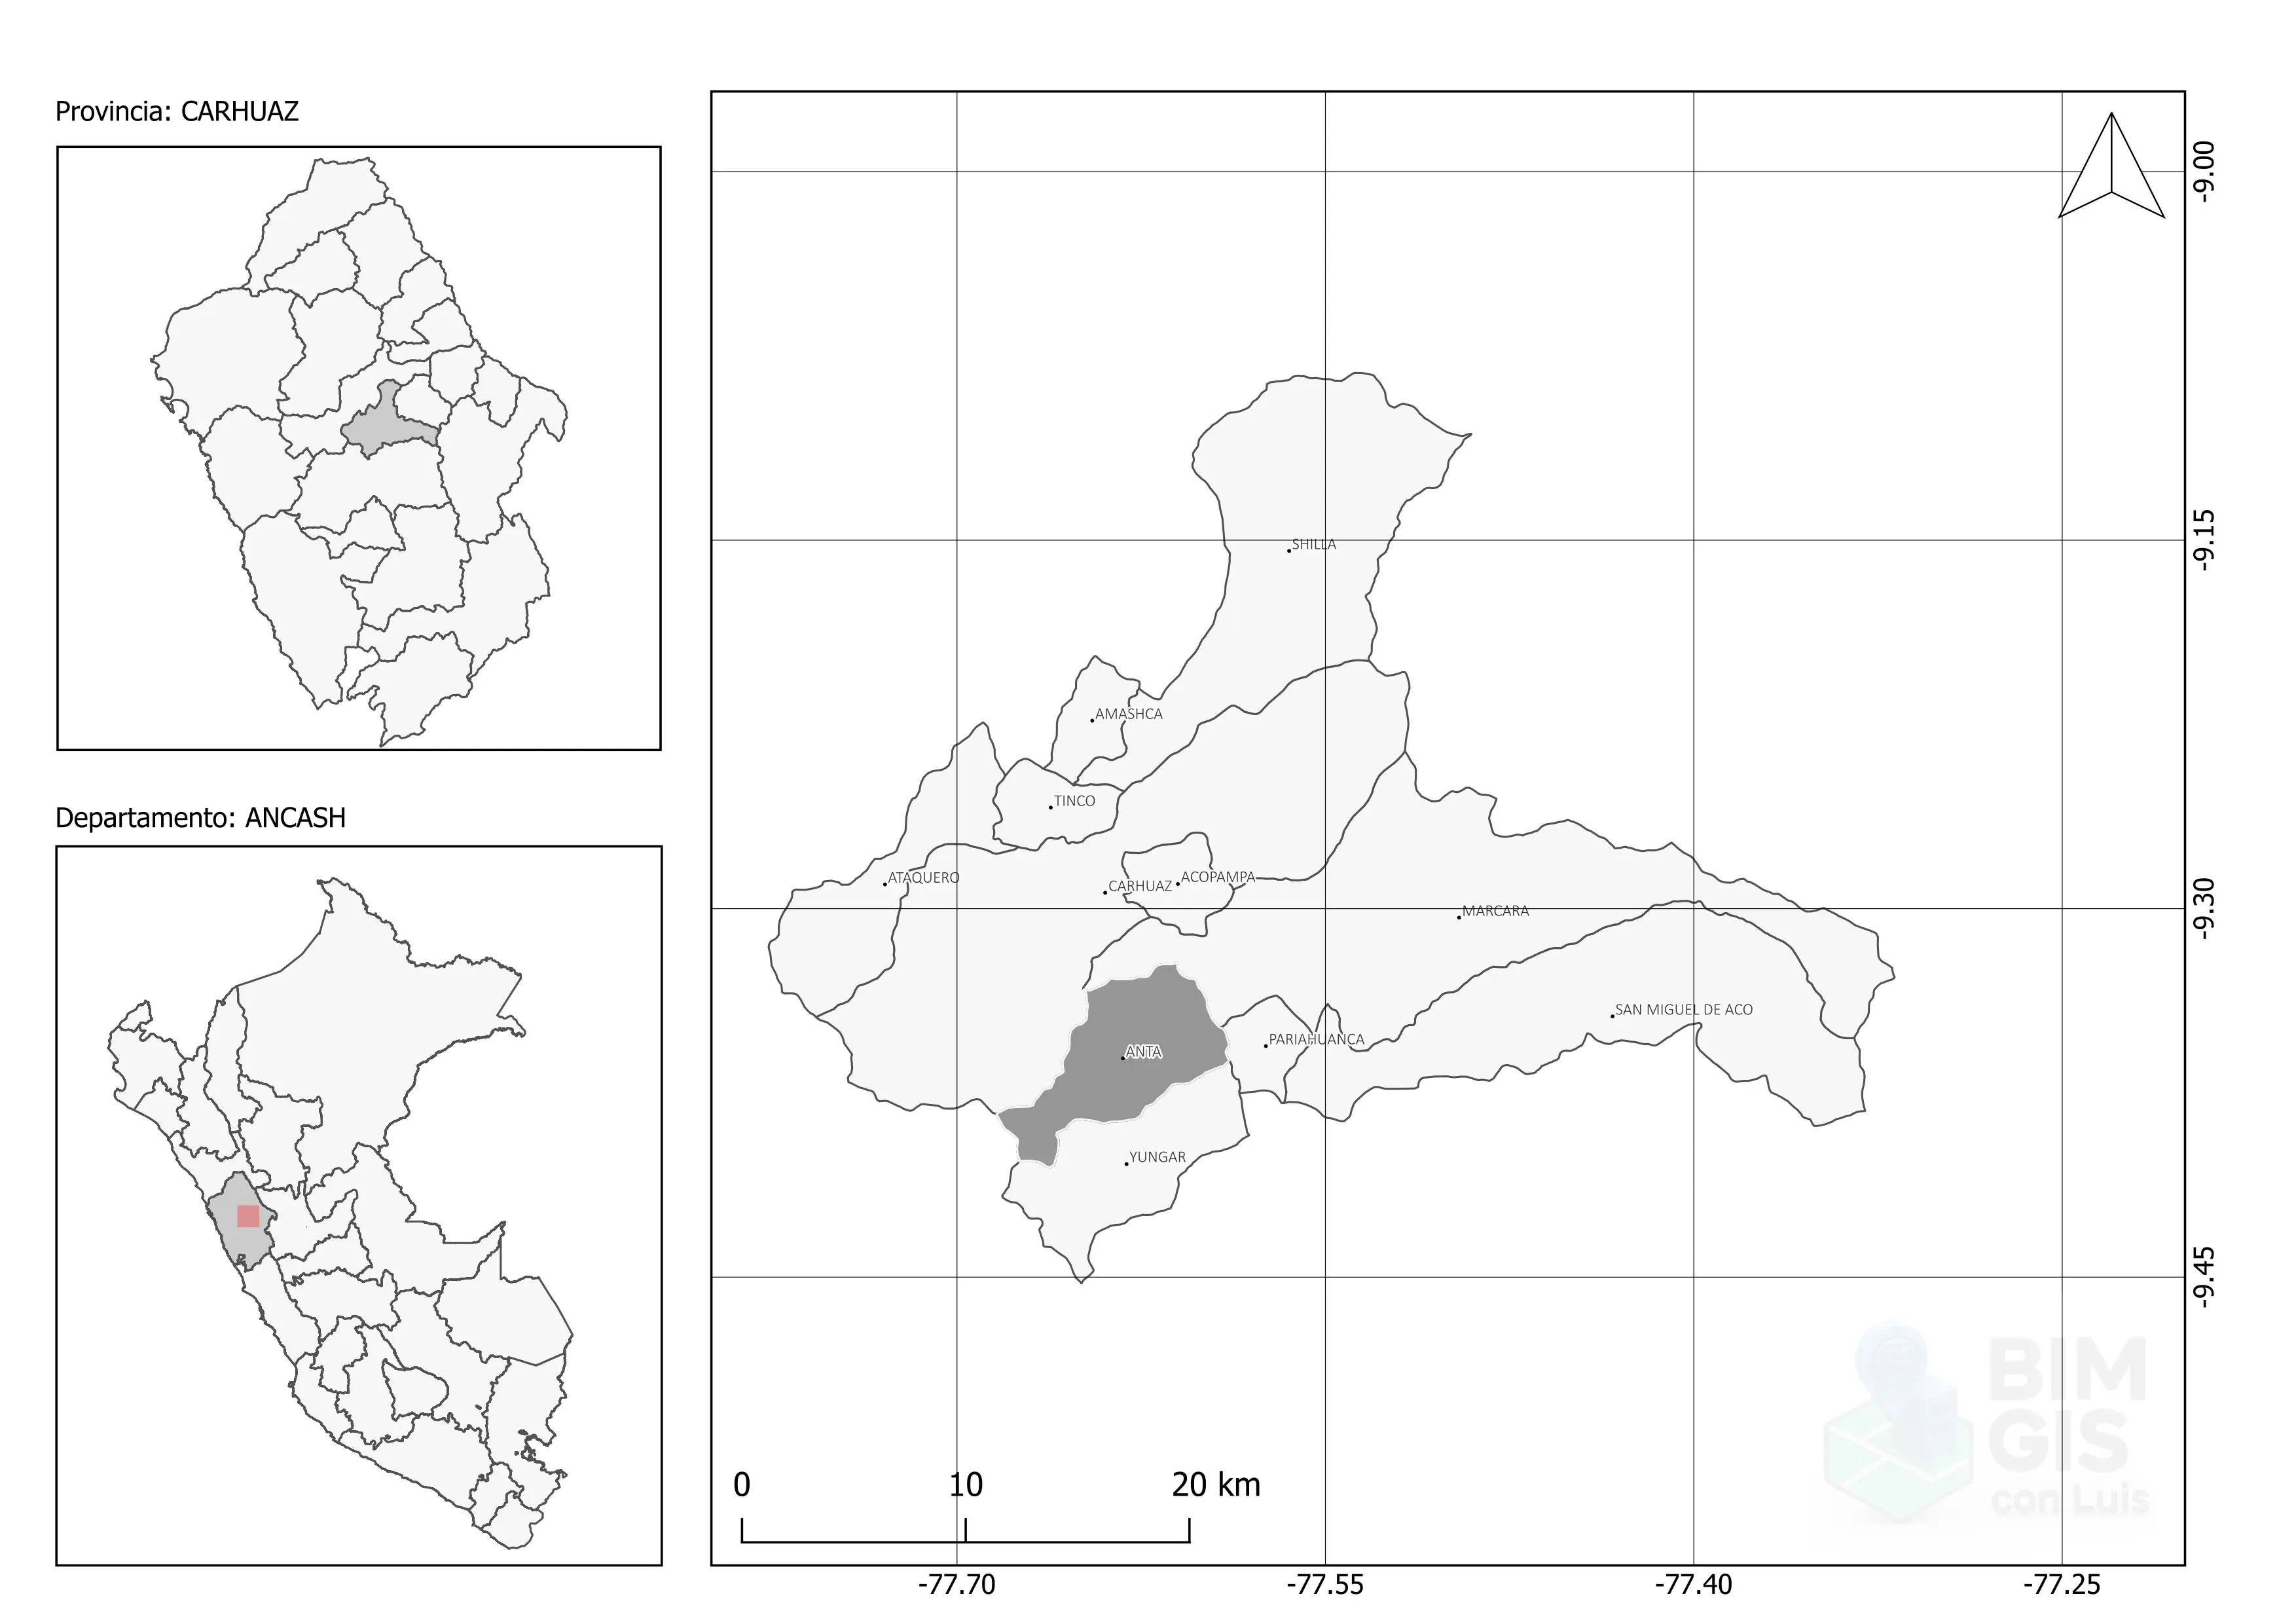 Provincia: CARHUAZ
Departamento: ANCASH
-9.00
-9.15
-9.30
-9.45
SHILLA
AMASHCA
TINCO
ATAQUERO
CARHUAZ
ACOPAMPA
MARCARA
SAN MIGUEL DE ACO
PARIAHUANCA
ANTA
YUNGAR
0 10 20 km
-77.70 -77.55 -77.40 -77.25
BIM
GIS
con Luis